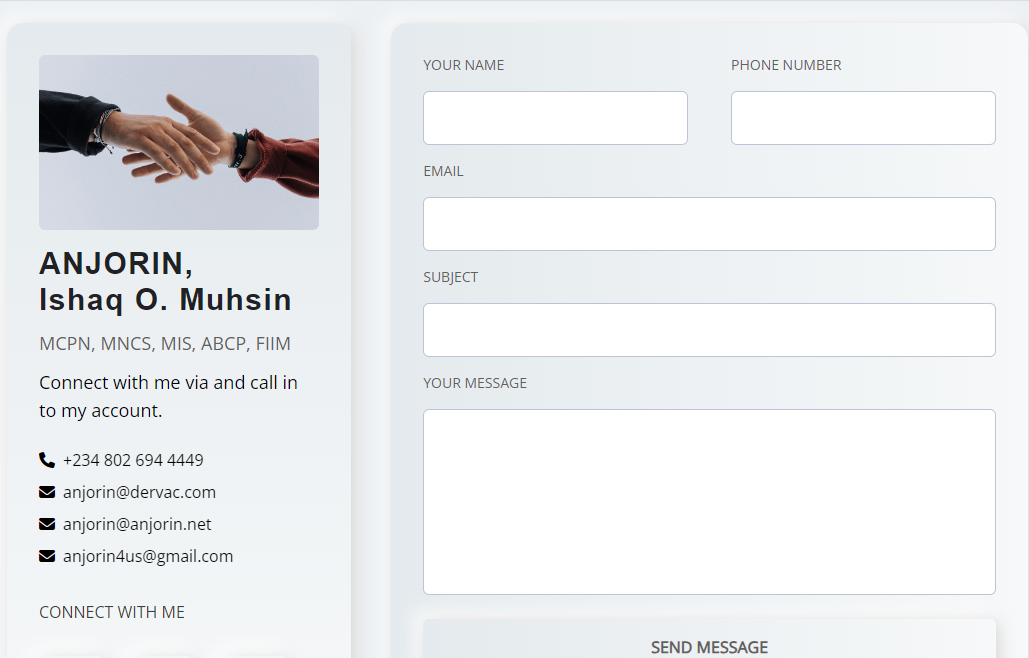 ANJORIN,
Ishaq O. Muhsin
MCPN, MNCS, MIS, ABCP, FIIM
Connect with me via and call in
to my account.
+234 802 694 4449
anjorin@dervac.com
anjorin@anjorin.net
anjorin4us@gmail.com
CONNECT WITH ME
YOUR NAME
PHONE NUMBER
EMAIL
SUBJECT
YOUR MESSAGE
SEND MESSAGE